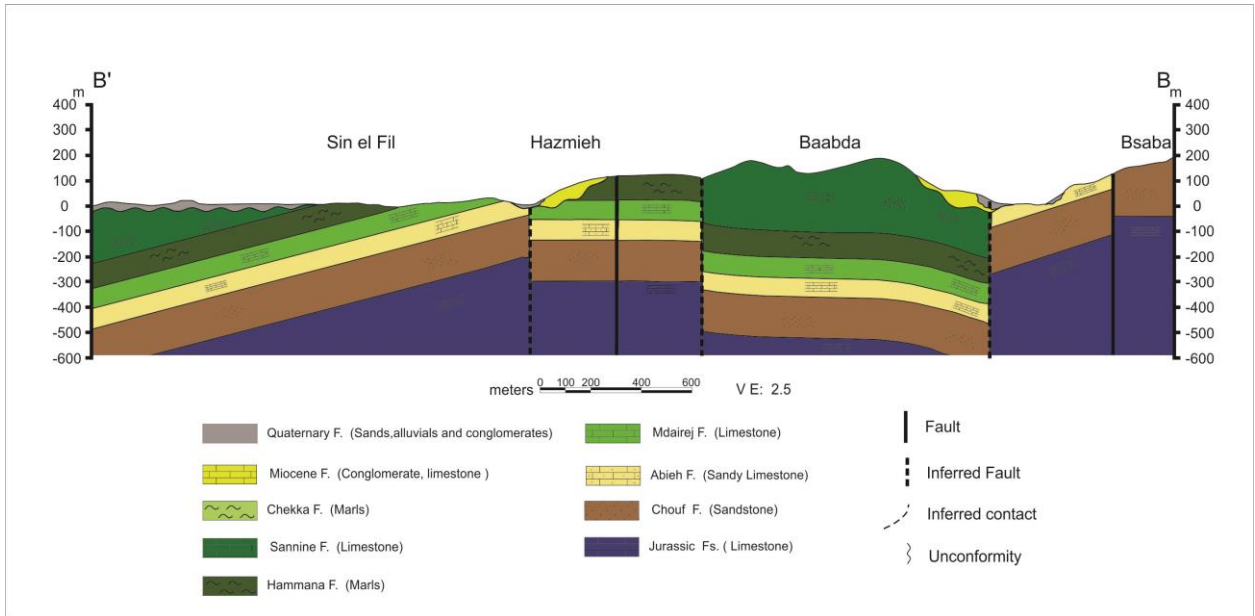 B'
B
m
m
400
300
200
100
0
-100
-200
-300
-400
-500
-600
Sin el Fil
Hazmieh
Baabda
Bsaba
400
300
200
100
0
-100
-200
-300
-400
-500
-600
meters 0 100 200 400 600
V E: 2.5
Quaternary F. (Sands,alluvials and conglomerates)
Miocene F. (Conglomerate, limestone )
Chekka F. (Marls)
Sannine F. (Limestone)
Hammana F. (Marls)
Mdairej F. (Limestone)
Abieh F. (Sandy Limestone)
Chouf F. (Sandstone)
Jurassic Fs. ( Limestone)
Fault
Inferred Fault
Inferred contact
Unconformity